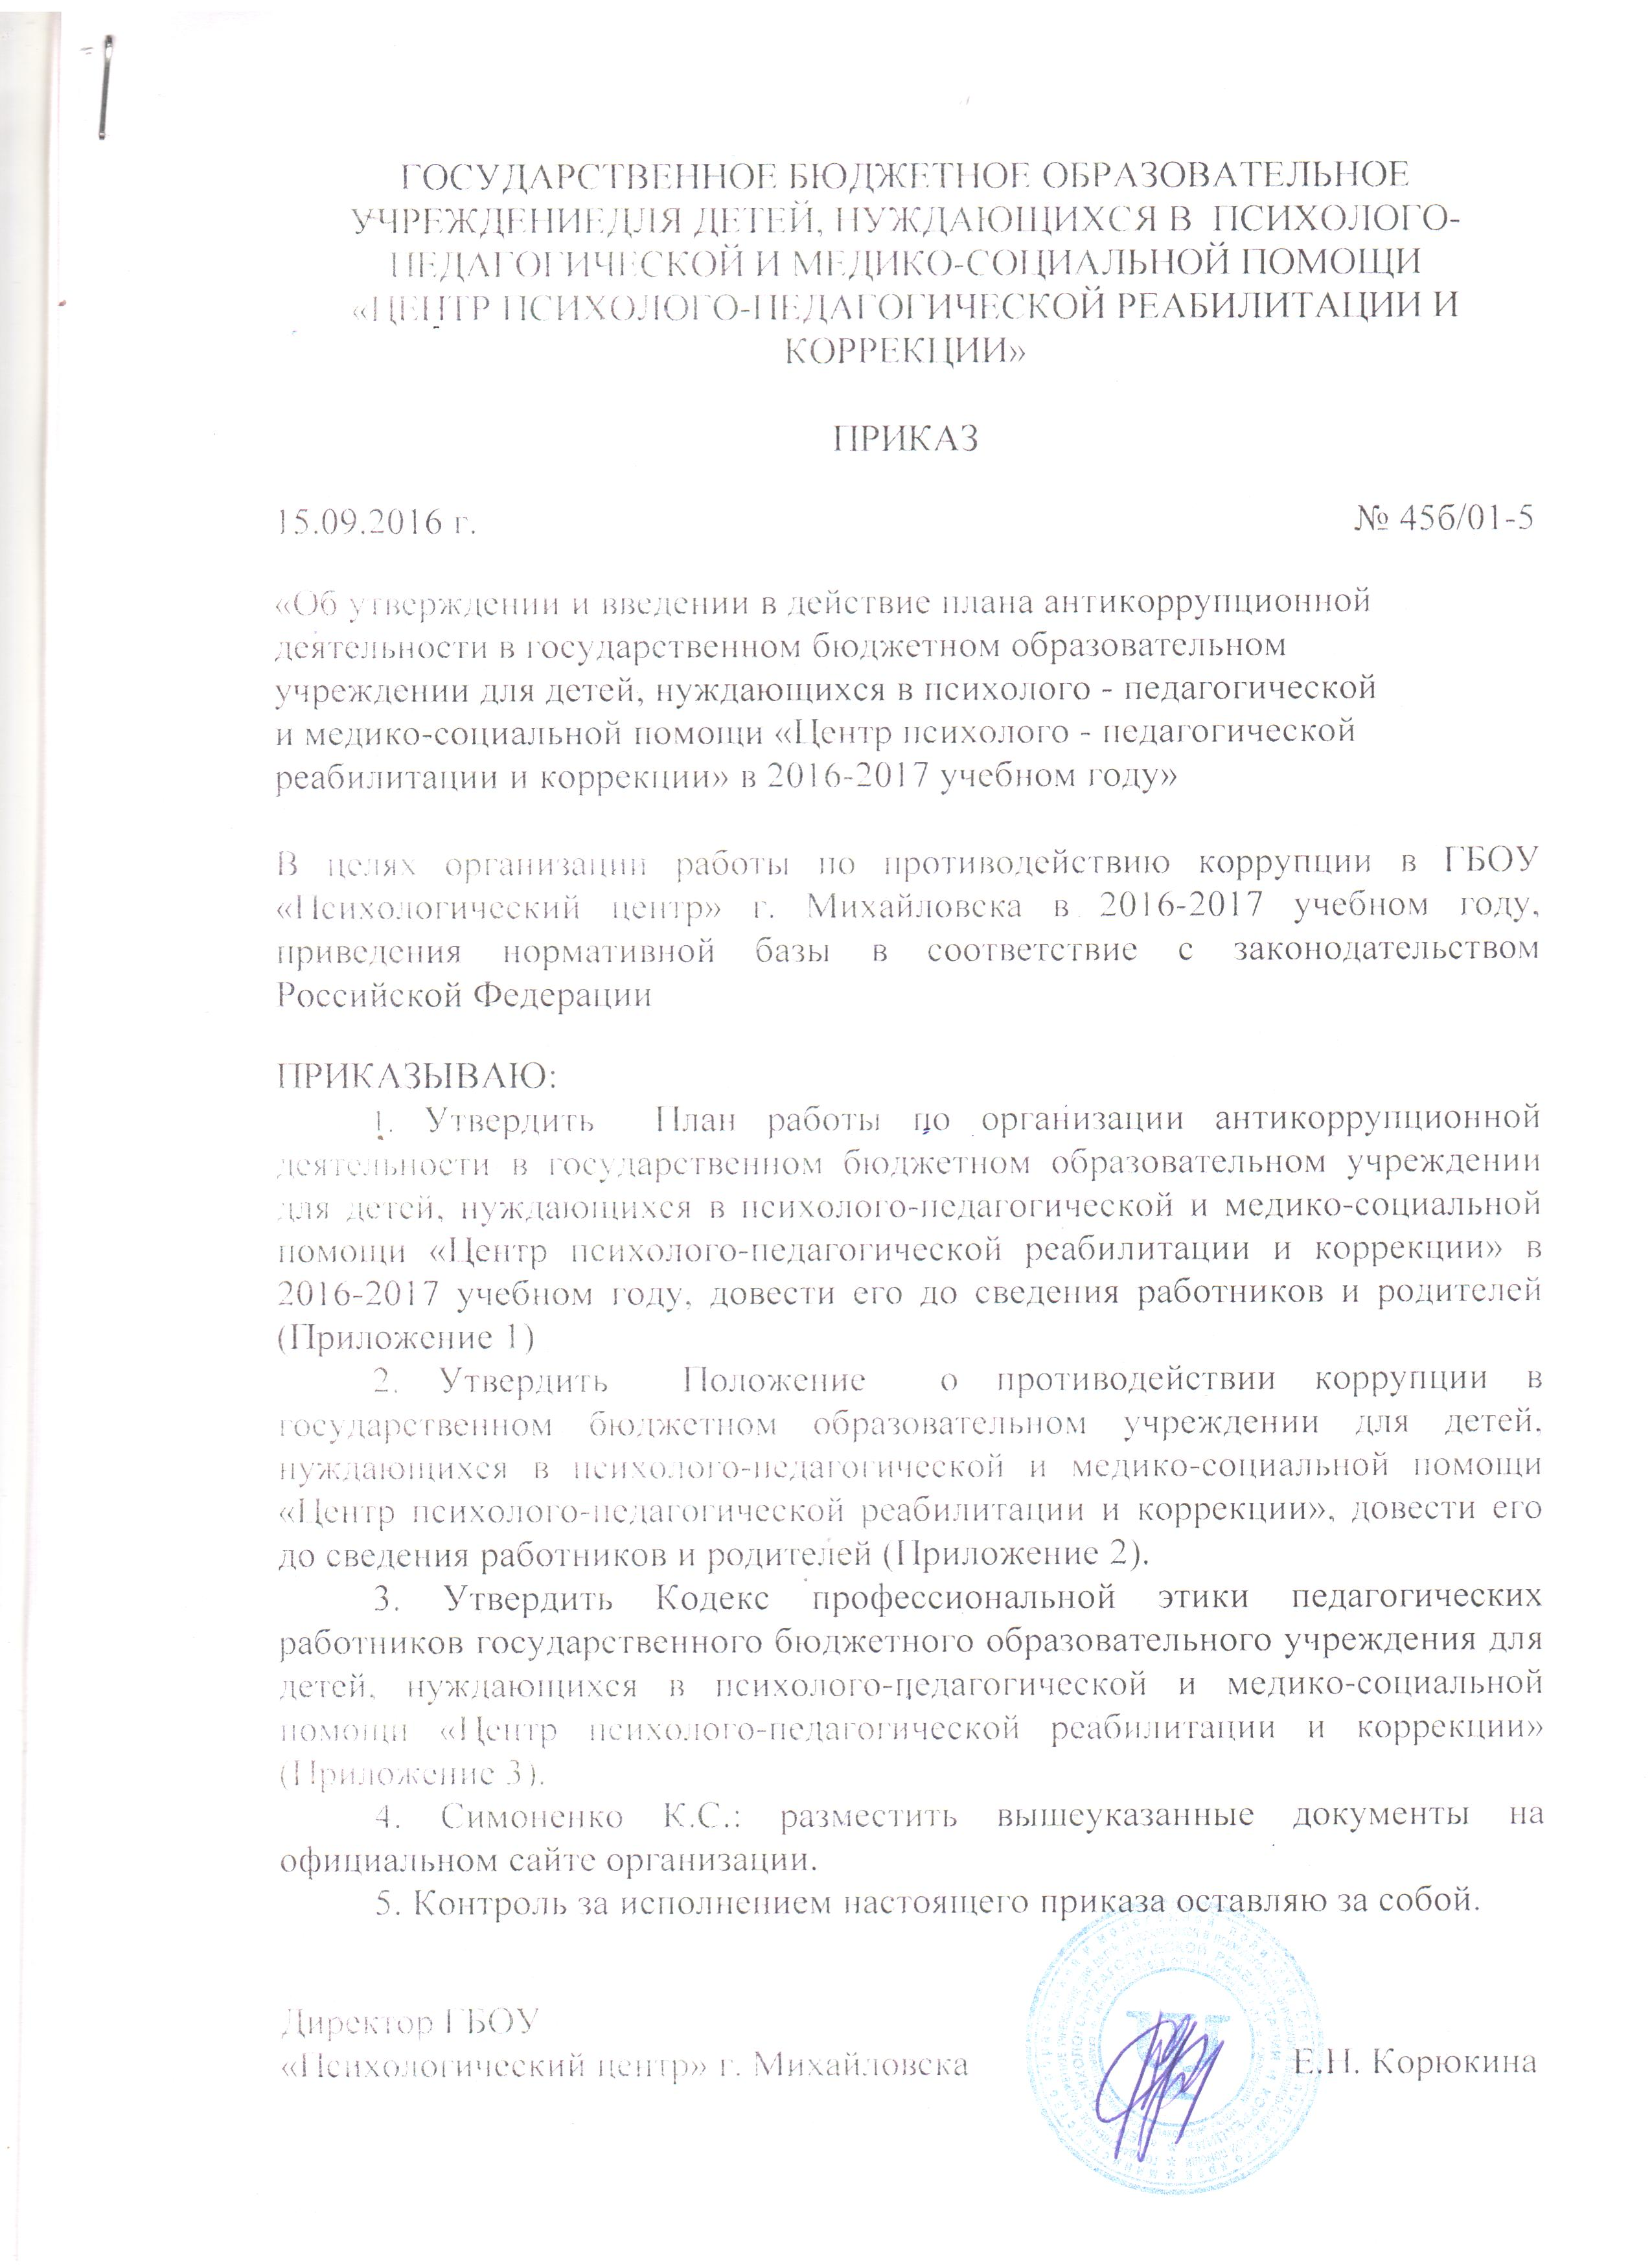 ГОСУДАРСТВЕННОЕ БЮДЖЕТНОЕ ОБРАЗОВАТЕЛЬНОЕ
УЧРЕЖДЕНИЕДЛЯ ДЕТЕЙ, НУЖДАЮЩИХСЯ В ПСИХОЛОГО-
ПЕДАГОГИЧЕСКОЙ И МЕДИКО-СОЦИАЛЬНОЙ ПОМОЩИ
«ЦЕНТР ПСИХОЛОГО-ПЕДАГОГИЧЕСКОЙ РЕАБИЛИТАЦИИ И
КОРРЕКЦИИ»
ПРИКАЗ
15.09.2016 г. № 45б/01-5
«Об утверждении и введении в действие плана антикоррупционной
деятельности в государственном бюджетном образовательном
учреждении для детей, нуждающихся в психолого - педагогической
и медико-социальной помощи «Центр психолого - педагогической
реабилитации и коррекции» в 2016-2017 учебном году»
В целях организации работы по противодействию коррупции в ГБОУ
«Психологический центр» г. Михайловска в 2016-2017 учебном году,
приведения нормативной базы в соответствие с законодательством
Российской Федерации
ПРИКАЗЫВАЮ:
1. Утвердить План работы по организации антикоррупционной
деятельности в государственном бюджетном образовательном учреждении
для детей, нуждающихся в психолого-педагогической и медико-социальной
помощи «Центр психолого-педагогической реабилитации и коррекции» в
2016-2017 учебном году, довести его до сведения работников и родителей
(Приложение 1)
2. Утвердить Положение о противодействии коррупции в
государственном бюджетном образовательном учреждении для детей,
нуждающихся в психолого-педагогической и медико-социальной помощи
«Центр психолого-педагогической реабилитации и коррекции», довести его
до сведения работников и родителей (Приложение 2).
3. Утвердить Кодекс профессиональной этики педагогических
работников государственного бюджетного образовательного учреждения для
детей, нуждающихся в психолого-педагогической и медико-социальной
помощи «Центр психолого-педагогической реабилитации и коррекции»
(Приложение 3).
4. Симоненко К.С.: разместить вышеуказанные документы на
официальном сайте организации.
5. Контроль за исполнением настоящего приказа оставляю за собой.
Директор ГБОУ
«Психологический центр» г. Михайловска Е.Н. Корюкина